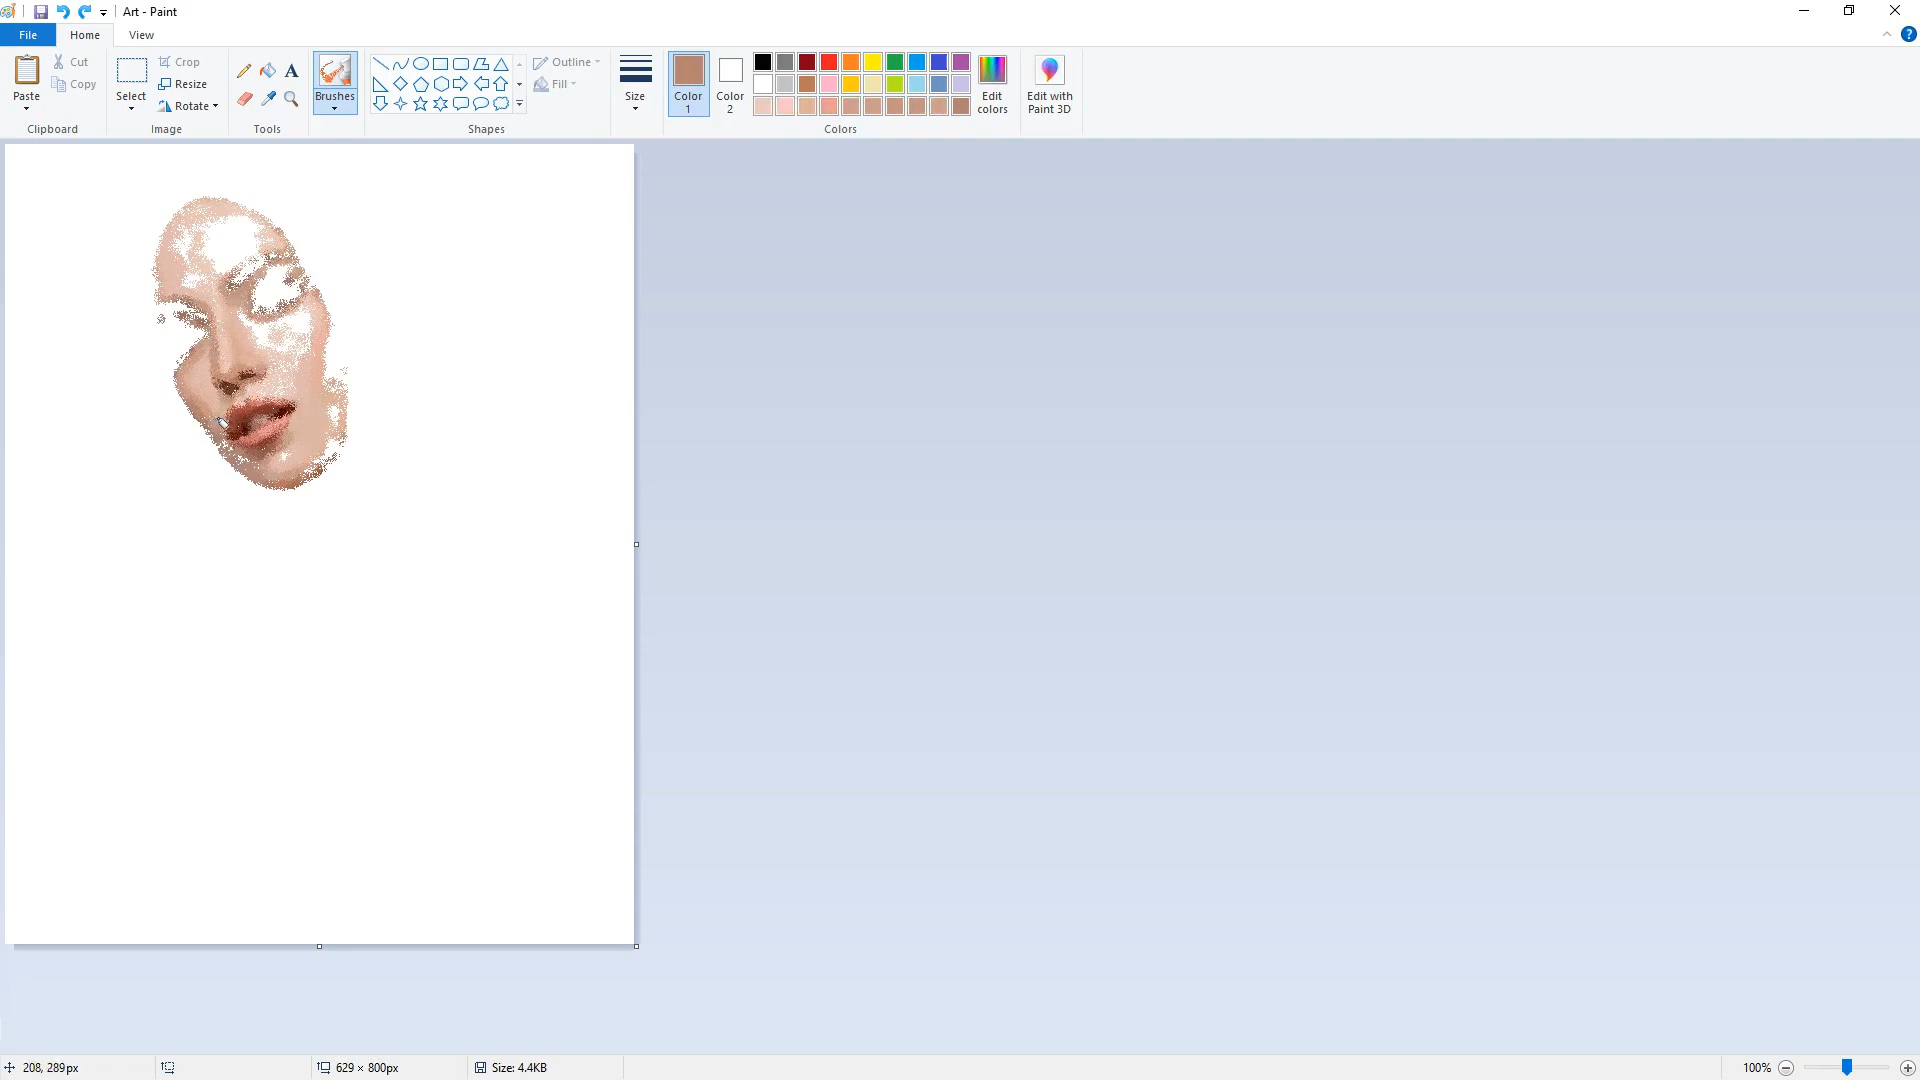 Art - Paint
File Home View
Paste
Cut
Copy
Clipboard
Select
Crop
Resize
Rotate
Image
A
Tools
Brushes
Shapes
Outline
Fill
Size
Color 1
Color 2
Colors
Edit colors
Edit with Paint 3D
?
208, 289px
629 × 800px
Size: 4.4KB
100%